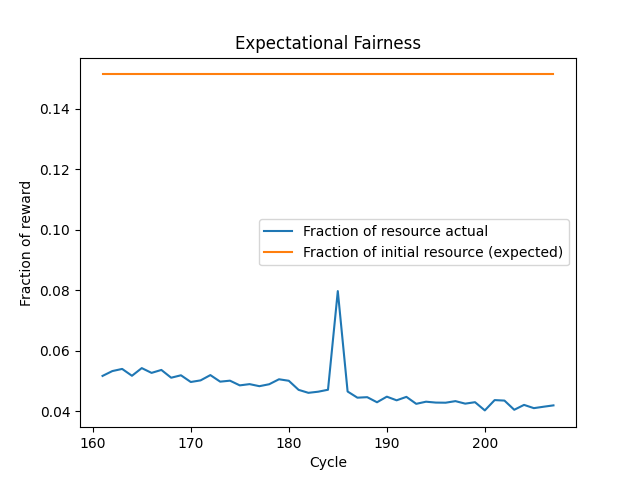 Expectational Fairness
0.14
0.12
0.10
0.08
0.06
0.04
Fraction of reward
Fraction of resource actual
Fraction of initial resource (expected)
160 170 180 190 200
Cycle